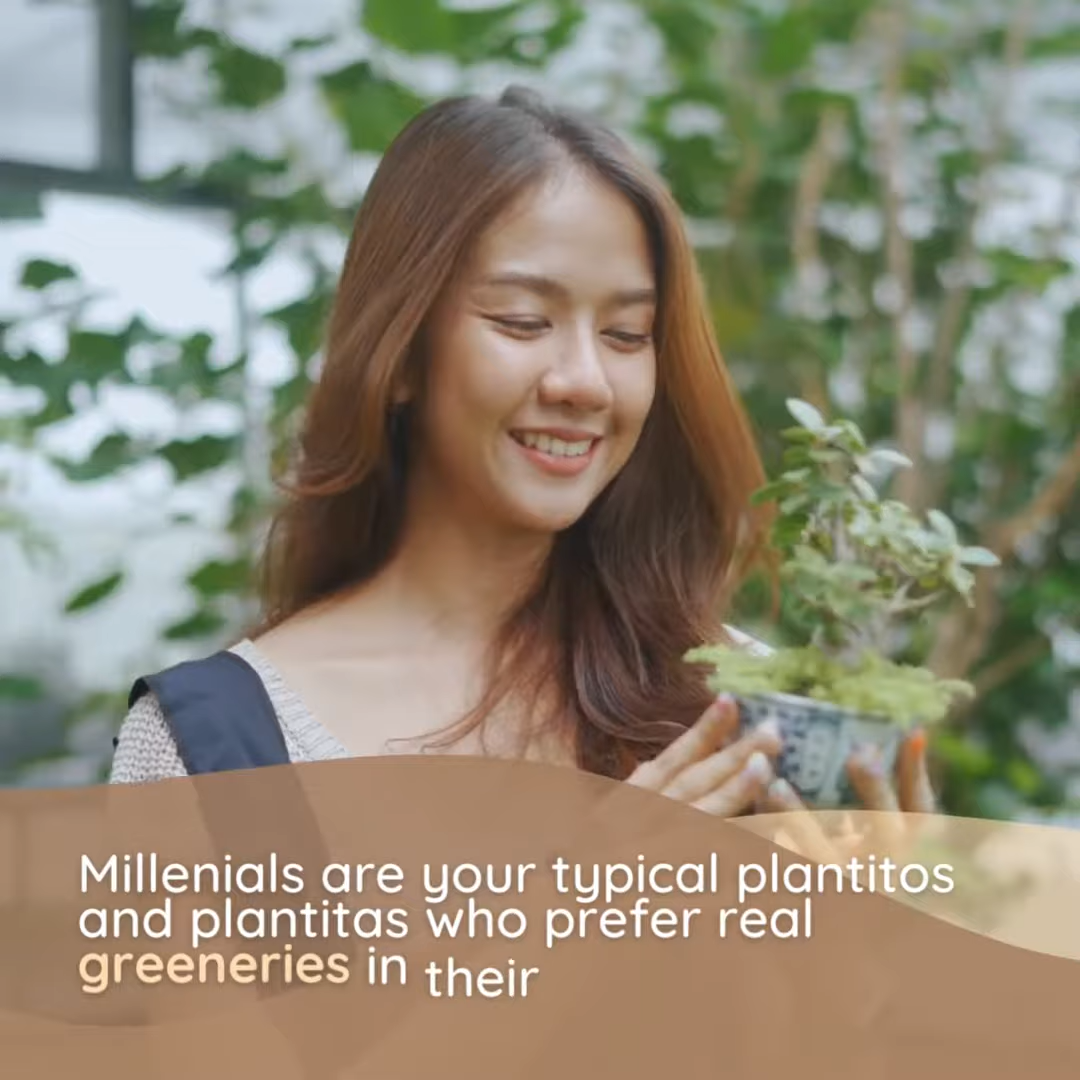 Millenials are your typical plantitos
and plantitas who prefer real
greeneries in their